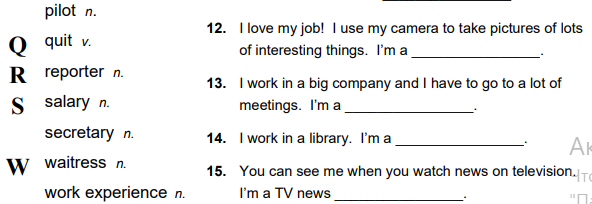 pilot n.
Q quit v.
R reporter n.
S salary n.
secretary n.
W waitress n.
work experience n.
12. I love my job! I use my camera to take pictures of lots
of interesting things. I'm a ________________.
13. I work in a big company and I have to go to a lot of
meetings. I'm a ________________.
14. I work in a library. I'm a ________________.
15. You can see me when you watch news on television.
I'm a TV news ________________.